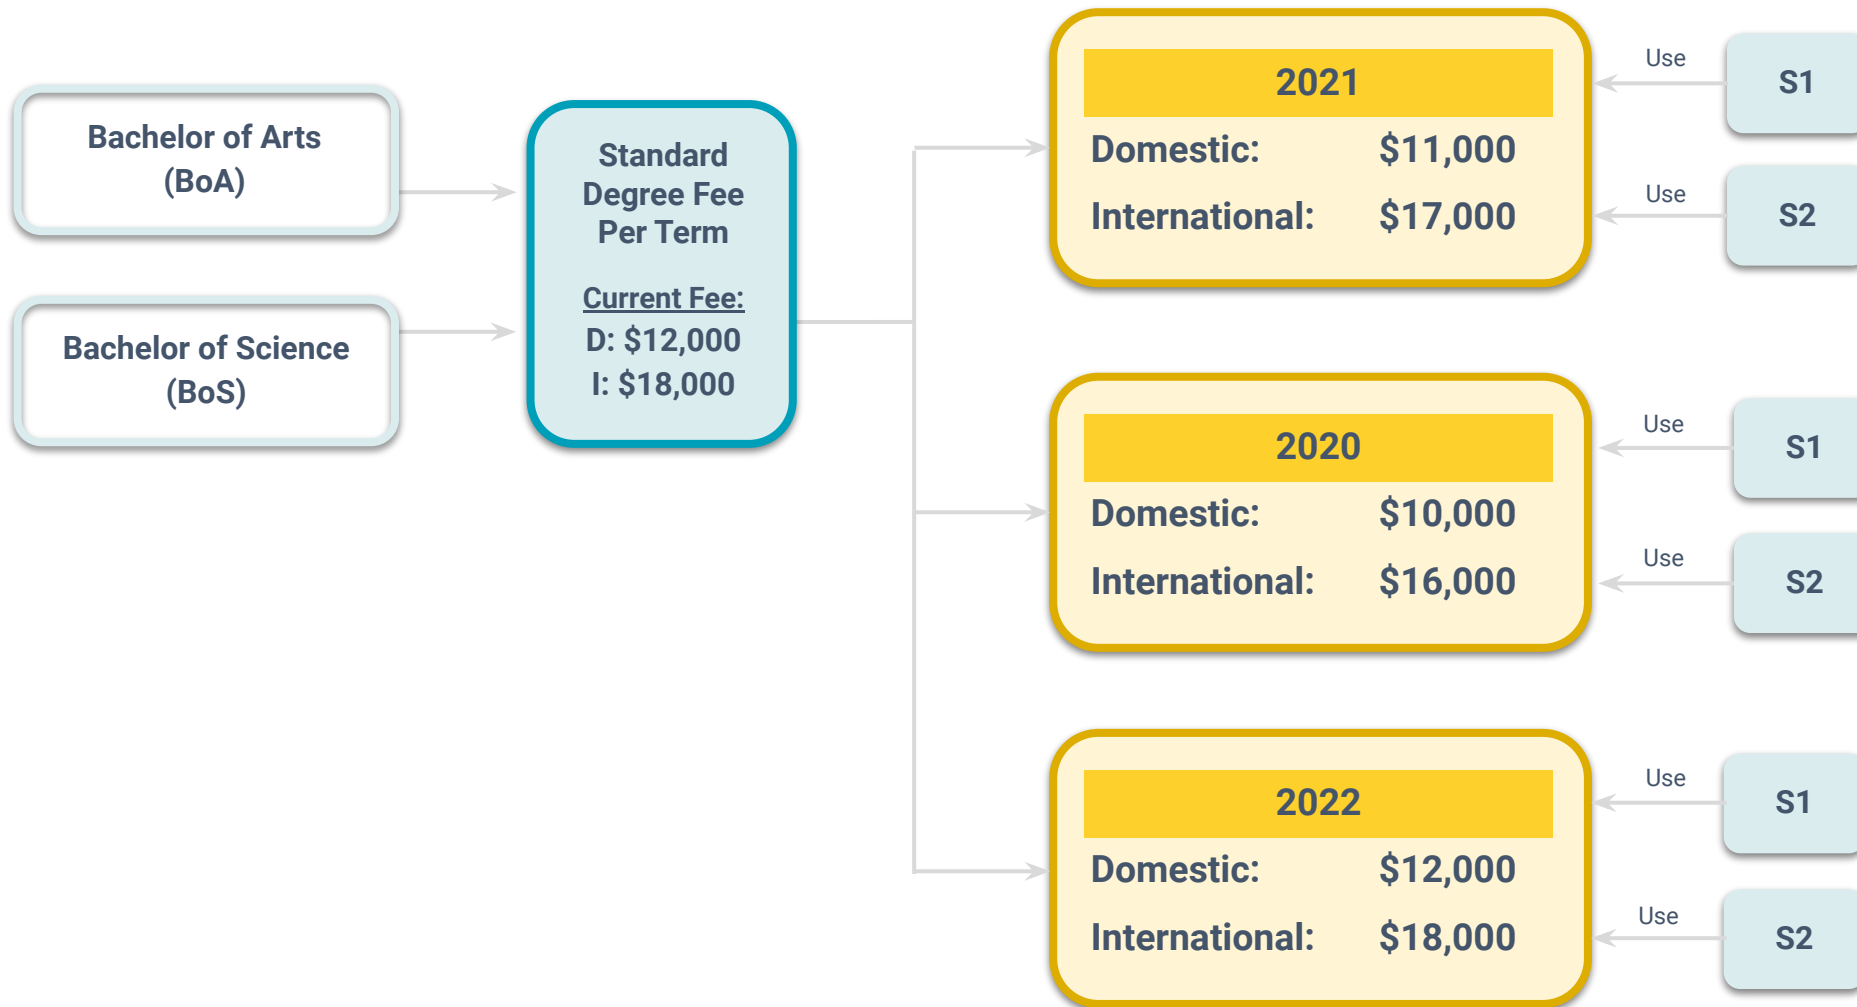 Bachelor of Arts
(BoA)
Bachelor of Science
(BoS)
Standard
Degree Fee
Per Term
Current Fee:
D: $12,000
I: $18,000
2021
Domestic: $11,000
International: $17,000
Use
S1
Use
S2
2020
Domestic: $10,000
International: $16,000
Use
S1
Use
S2
2022
Domestic: $12,000
International: $18,000
Use
S1
Use
S2